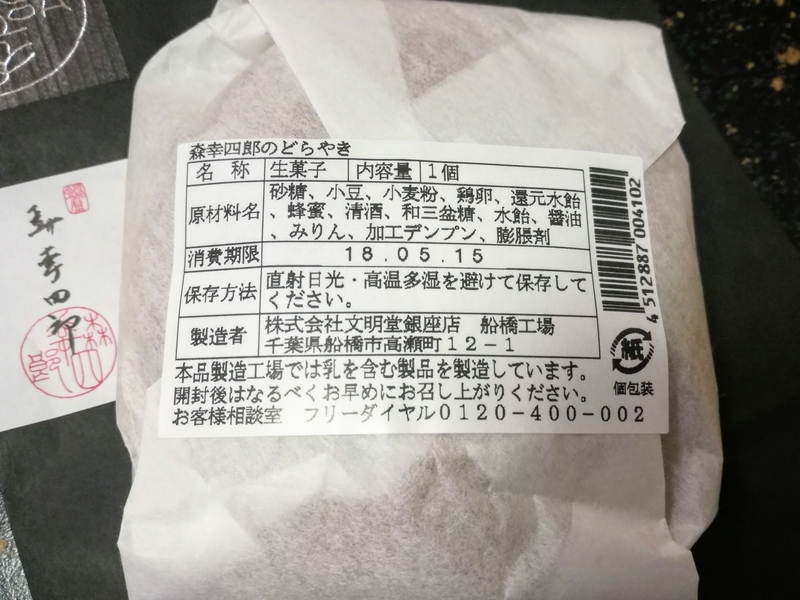 森幸四郎のどらやき
名 称 生菓子 内容量 1個
原材料名 砂糖、小豆、小麦粉、鶏卵、還元水飴
、蜂蜜、清酒、和三盆糖、水飴、醤油
、みりん、加工デンプン、膨脹剤
消費期限 18.05.15
保存方法 直射日光・高温多湿を避けて保存して
ください。
製造者 株式会社文明堂銀座店 船橋工場
千葉県船橋市高瀬町12-1
本品製造工場では乳を含む製品を製造しています。
開封後はなるべくお早めにお召し上がりください。
お客様相談室 フリーダイヤル0120-400-002
4 512887 004102
紙
個包装
森幸四郎